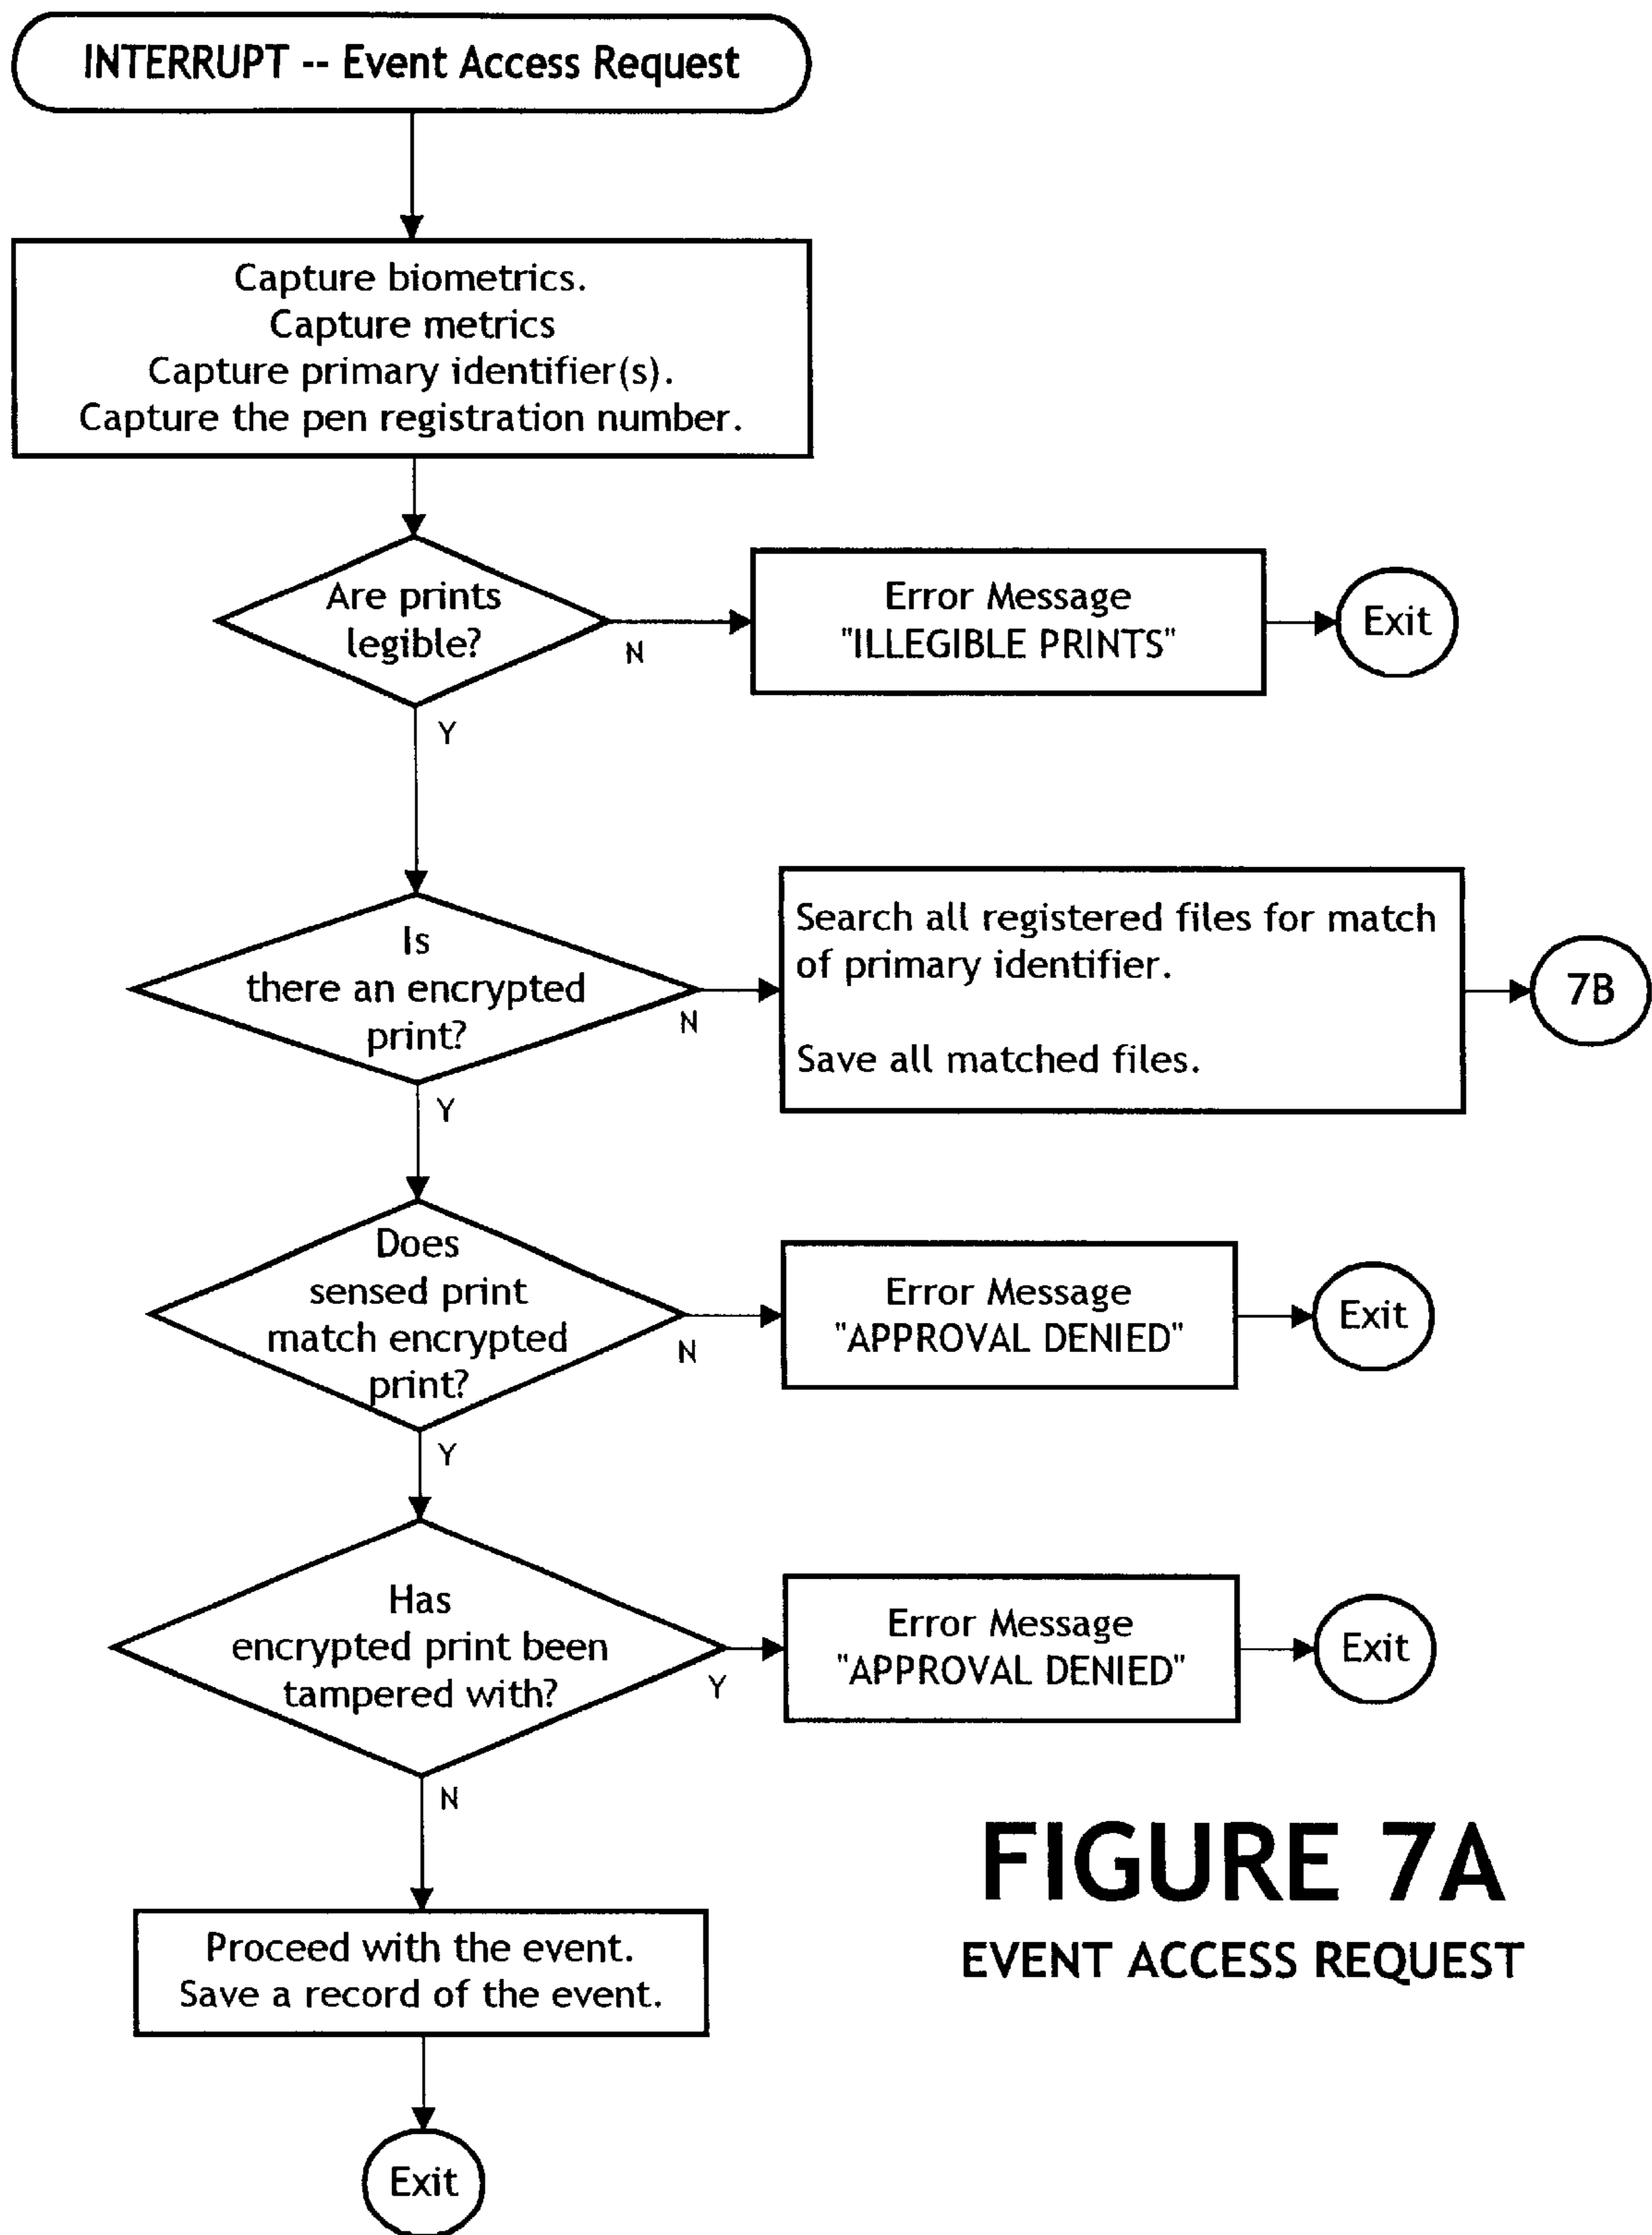 INTERRUPT -- Event Access Request
Capture biometrics.
Capture metrics
Capture primary identifier(s).
Capture the pen registration number.
Are prints
legible?
N
Error Message
"ILLEGIBLE PRINTS"
Exit
Y
Is
there an encrypted
print?
N
Search all registered files for match
of primary identifier.
Save all matched files.
7B
Y
Does
sensed print
match encrypted
print?
N
Error Message
"APPROVAL DENIED"
Exit
Y
Has
encrypted print been
tampered with?
Y
Error Message
"APPROVAL DENIED"
Exit
N
Proceed with the event.
Save a record of the event.
Exit
FIGURE 7A
EVENT ACCESS REQUEST